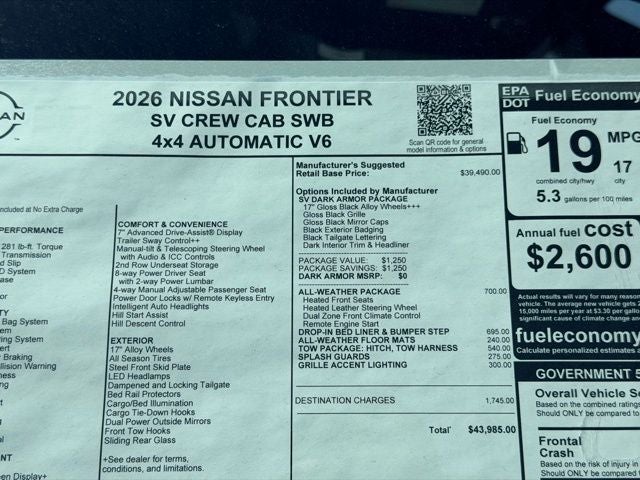 SAN
2026 NISSAN FRONTIER
SV CREW CAB SWB
4x4 AUTOMATIC V6
Scan QR code for general
model information & options
included at No Extra Charge
PERFORMANCE
281 lb-ft. Torque
Transmission
d Slip
D System
ase
or
TY
Bag System
System
ert
Braking
ollision Warning
eness
ng
al
ENT
een Display+
COMFORT & CONVENIENCE
7" Advanced Drive-Assist® Display
Trailer Sway Control++
Manual-tilt & Telescoping Steering Wheel
with Audio & ICC Controls
2nd Row Underseat Storage
8-way Power Driver Seat
with 2-way Power Lumbar
4-way Manual Adjustable Passenger Seat
Power Door Locks w/ Remote Keyless Entry
Intelligent Auto Headlights
Hill Start Assist
Hill Descent Control
EXTERIOR
17" Alloy Wheels
All Season Tires
Steel Front Skid Plate
LED Headlamps
Dampened and Locking Tailgate
Bed Rail Protectors
Cargo/Bed Illumination
Cargo Tie-Down Hooks
Dual Power Outside Mirrors
Front Tow Hooks
Sliding Rear Glass
+See dealer for terms,
conditions, and limitations.
Manufacturer's Suggested
Retail Base Price: $39,490.00
Options Included by Manufacturer
SV DARK ARMOR PACKAGE
17" Gloss Black Alloy Wheels+++
Gloss Black Grille
Gloss Black Mirror Caps
Black Exterior Badging
Black Tailgate Lettering
Dark Interior Trim & Headliner
PACKAGE VALUE: $1,250
PACKAGE SAVINGS: $1,250
DARK ARMOR MSRP: $0
ALL-WEATHER PACKAGE 700.00
Heated Front Seats
Heated Leather Steering Wheel
Dual Zone Front Climate Control
Remote Engine Start
DROP-IN BED LINER & BUMPER STEP 695.00
ALL-WEATHER FLOOR MATS 240.00
TOW PACKAGE: HITCH, TOW HARNESS 540.00
SPLASH GUARDS 275.00
GRILLE ACCENT LIGHTING 300.00
DESTINATION CHARGES 1,745.00
Total* $43,985.00
EPA
DOT Fuel Economy
Fuel Economy
19 MPG
17
combined city/hwy city
5.3 gallons per 100 miles
Annual fuel cost
$2,600
Actual results will vary for many reasons
vehicle. The average new vehicle gets 2
15,000 miles per year at $3.30 per gallo
significant cause of climate change an
fueleconomy
Calculate personalized estimates a
GOVERNMENT 5
Overall Vehicle Sc
Based on the combined ratings
Should ONLY be compared to
Frontal
Crash
Based on the risk of injury in
Should ONLY be compared to